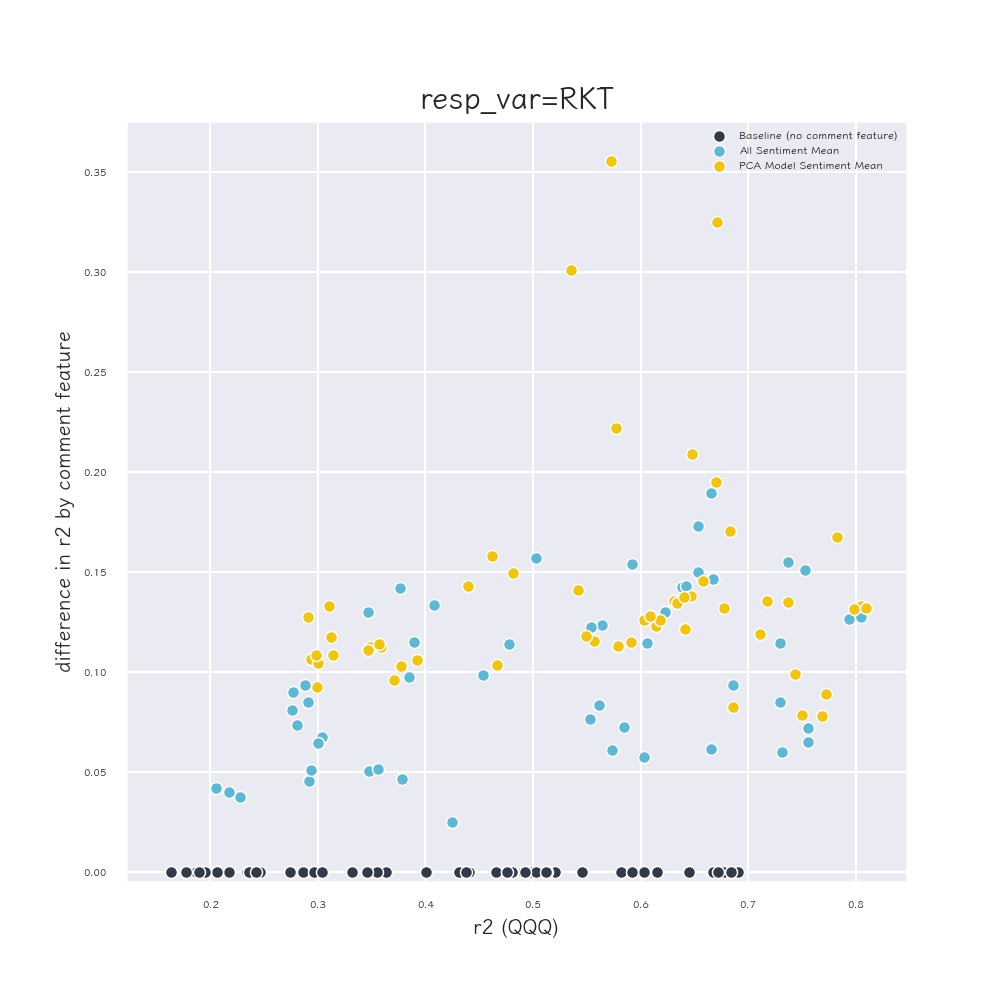 resp_var=RKT
Baseline (no comment feature)
All Sentiment Mean
PCA Model Sentiment Mean
difference in r2 by comment feature
0.35
0.30
0.25
0.20
0.15
0.10
0.05
0.00
0.2 0.3 0.4 0.5 0.6 0.7 0.8
r2 (QQQ)